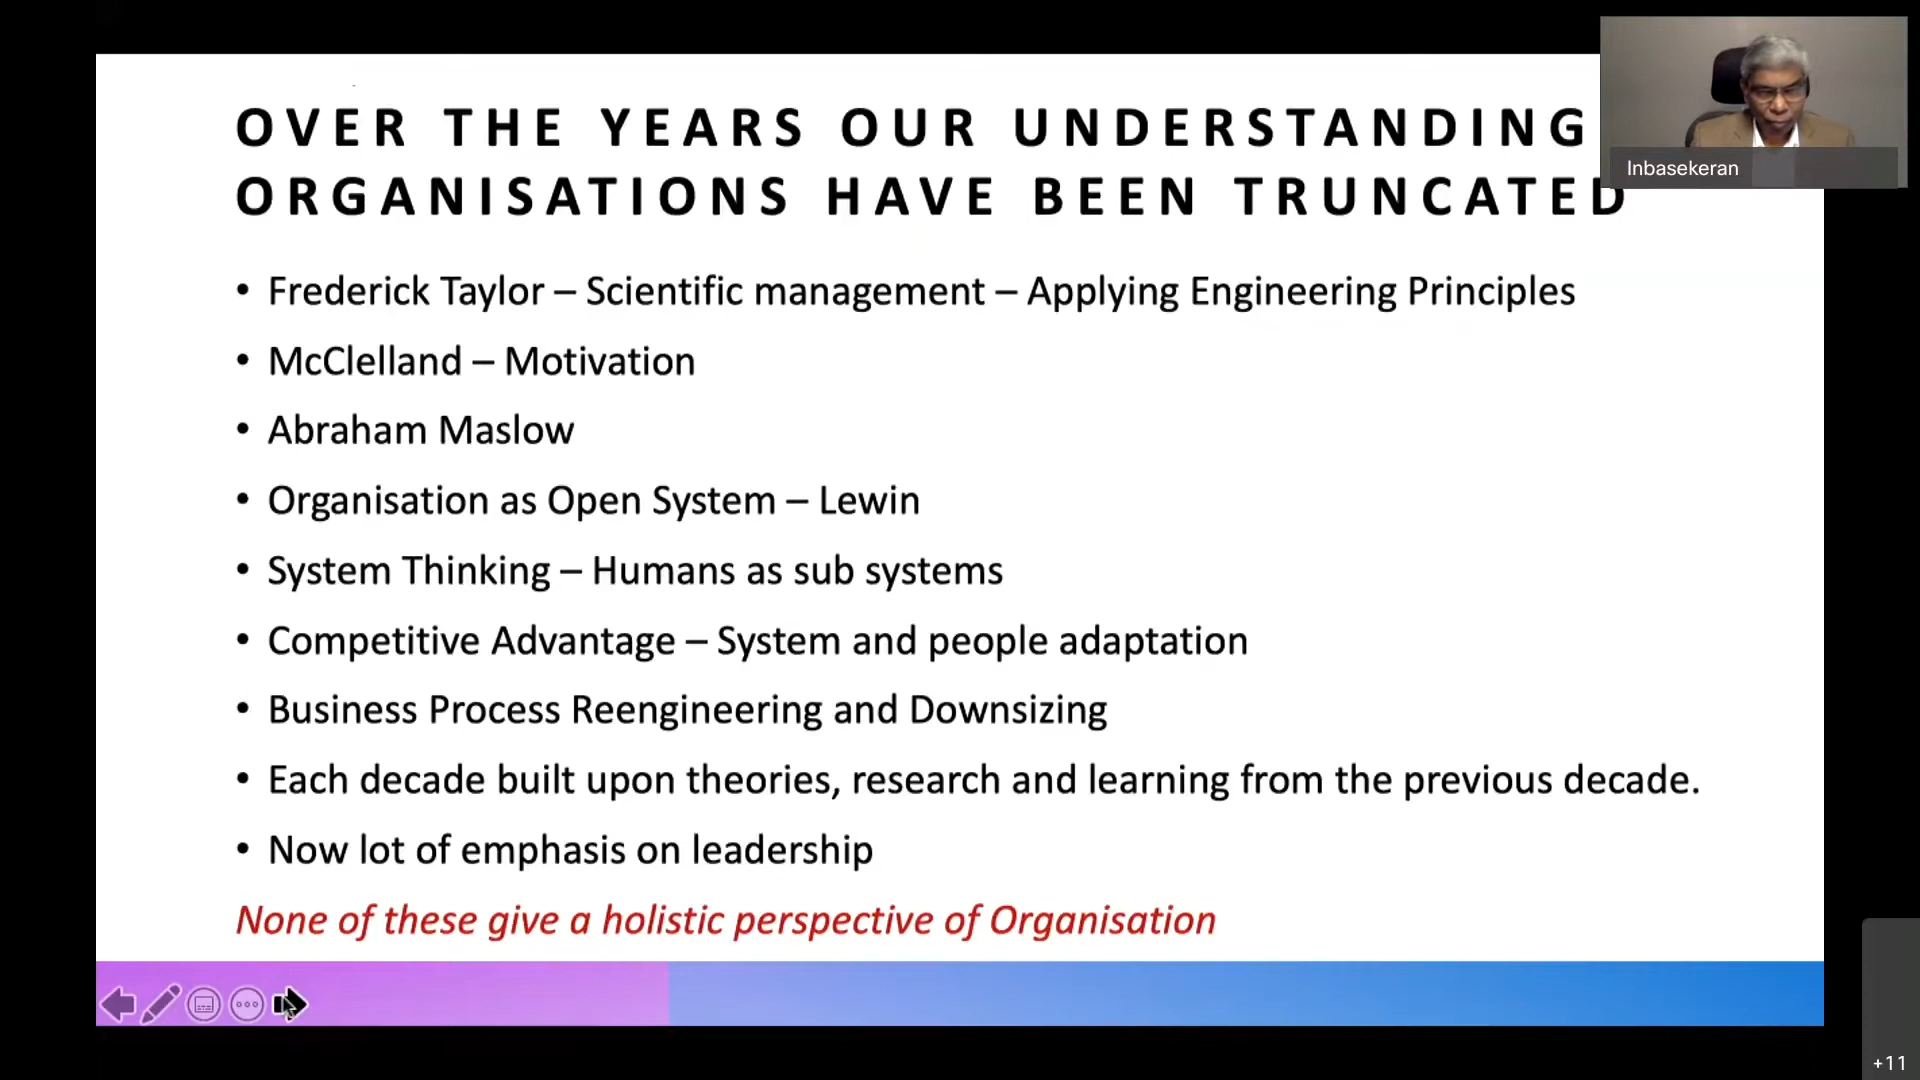 OVER THE YEARS OUR UNDERSTANDING
ORGANISATIONS HAVE BEEN TRUNCATED
Inbasekeran
• Frederick Taylor – Scientific management – Applying Engineering Principles
• McClelland – Motivation
• Abraham Maslow
• Organisation as Open System – Lewin
• System Thinking – Humans as sub systems
• Competitive Advantage – System and people adaptation
• Business Process Reengineering and Downsizing
• Each decade built upon theories, research and learning from the previous decade.
• Now lot of emphasis on leadership
None of these give a holistic perspective of Organisation
+11